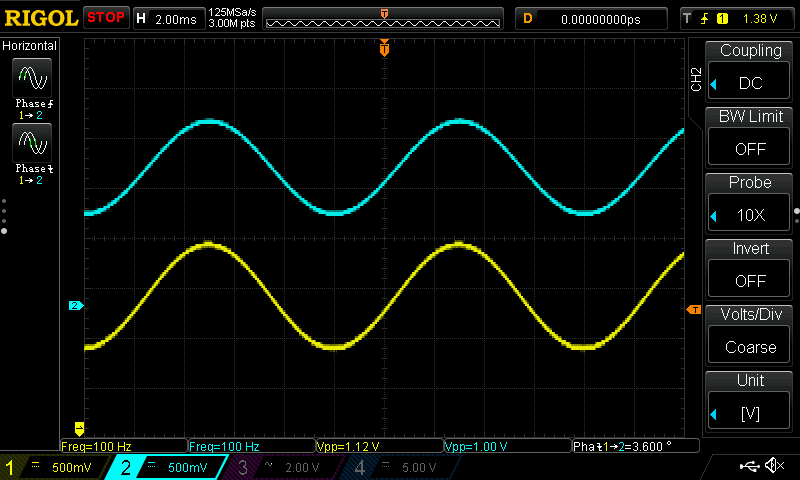 RIGOL STOP H 2.00ms 125MSa/s 3.00M pts T D 0.00000000ps T 1 1.38 V
Horizontal
Phase
1→2
Phase
1→2
T
2
T
CH2
Coupling
DC
BW Limit
OFF
Probe
10X
Invert
OFF
Volts/Div
Coarse
Unit
[V]
Freq=100 Hz Freq=100 Hz Vpp=1.12 V Vpp=1.00 V Pha1→2=3.600 °
1 500mV 2 500mV 3 2.00 V 4 5.00 V